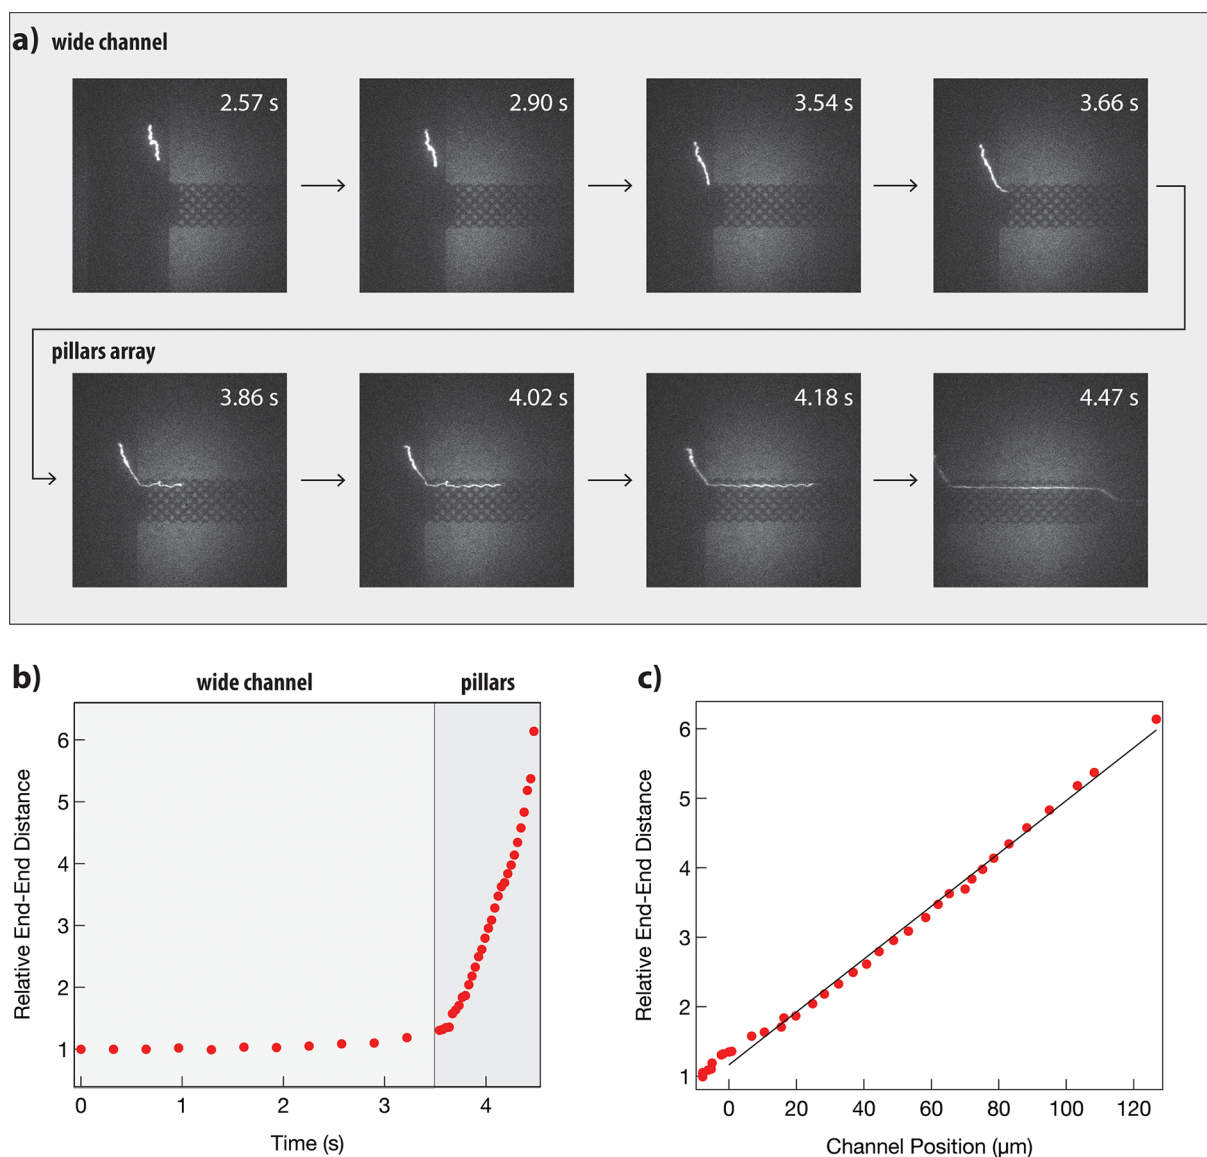 a) wide channel
2.57 s
2.90 s
3.54 s
3.66 s
pillars array
3.86 s
4.02 s
4.18 s
4.47 s
b)
wide channel
pillars
Relative End-End Distance
6
5
4
3
2
1
0
1
2
3
4
Time (s)
c)
Relative End-End Distance
6
5
4
3
2
1
0
20
40
60
80
100
120
Channel Position (µm)